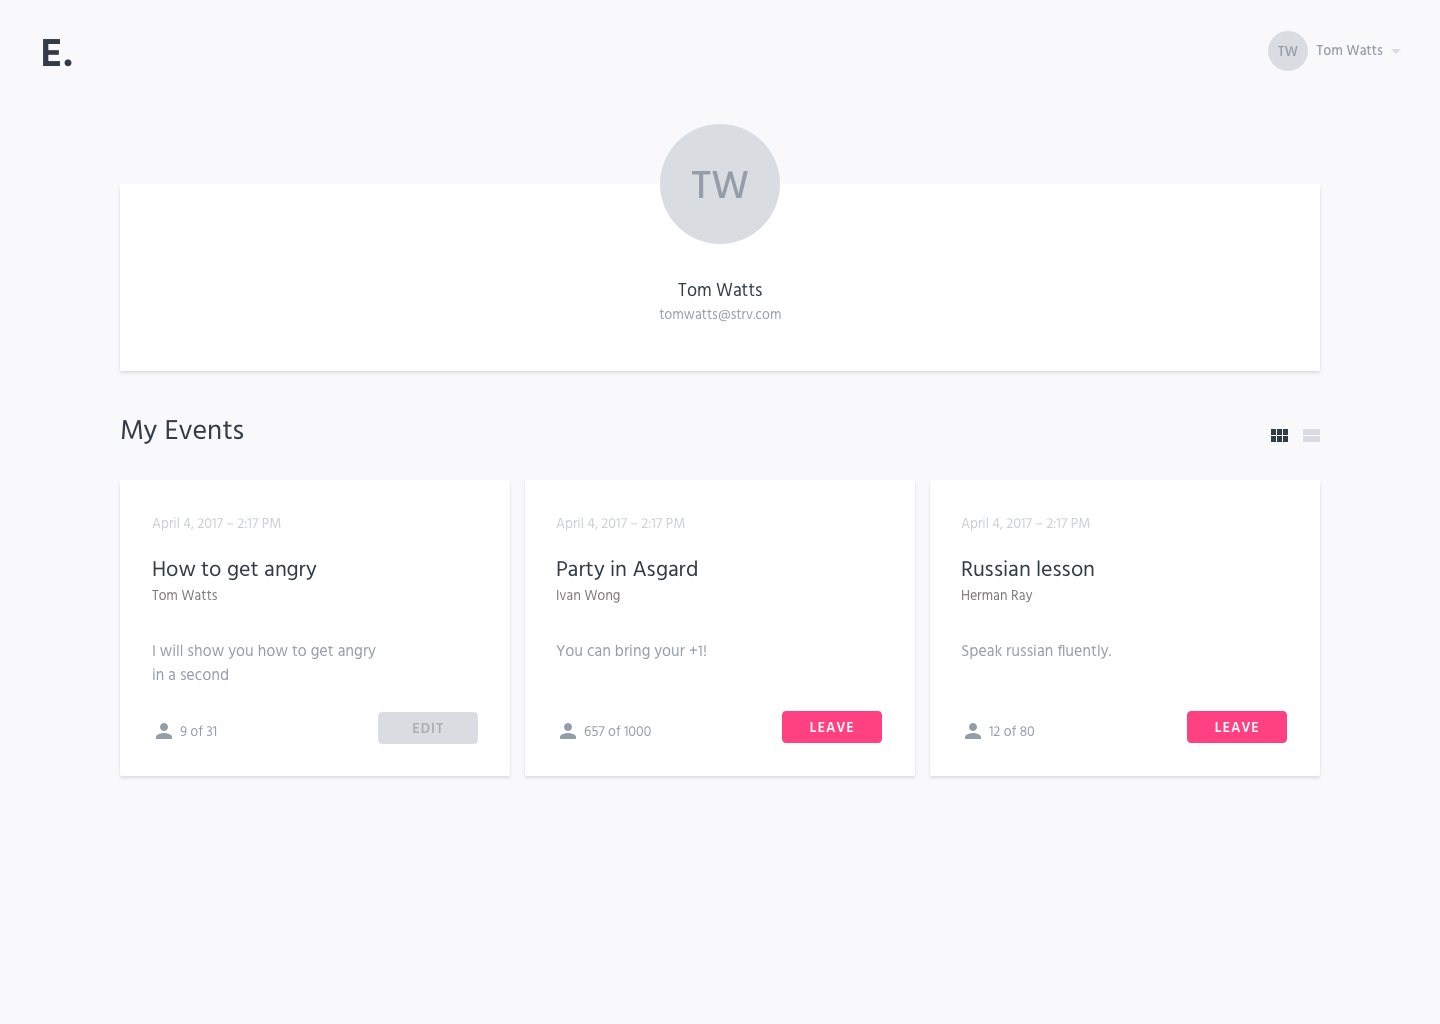 E.
TW Tom Watts
TW
Tom Watts
tomwatts@strv.com
My Events
April 4, 2017 – 2:17 PM
How to get angry
Tom Watts
I will show you how to get angry
in a second
9 of 31
EDIT
April 4, 2017 – 2:17 PM
Party in Asgard
Ivan Wong
You can bring your +1!
657 of 1000
LEAVE
April 4, 2017 – 2:17 PM
Russian lesson
Herman Ray
Speak russian fluently.
12 of 80
LEAVE